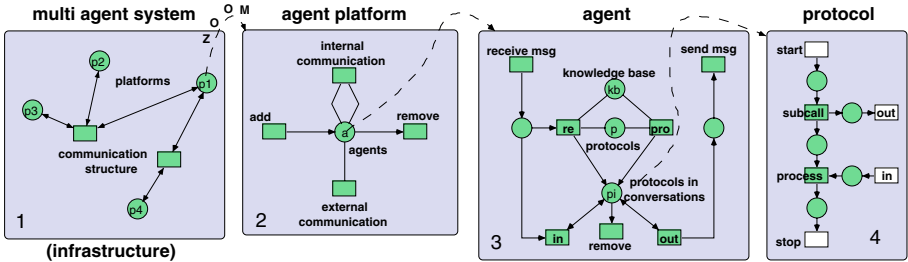 multi agent system
Z O O M
agent platform
agent
protocol
p2
platforms
p1
p3
communication
structure
p4
1
(infrastructure)
internal
communication
add
a
remove
agents
external
communication
2
receive msg
send msg
knowledge base
kb
re
p
pro
protocols
pi
protocols in
conversations
in
remove
out
3
start
subcall
out
process
in
stop
4